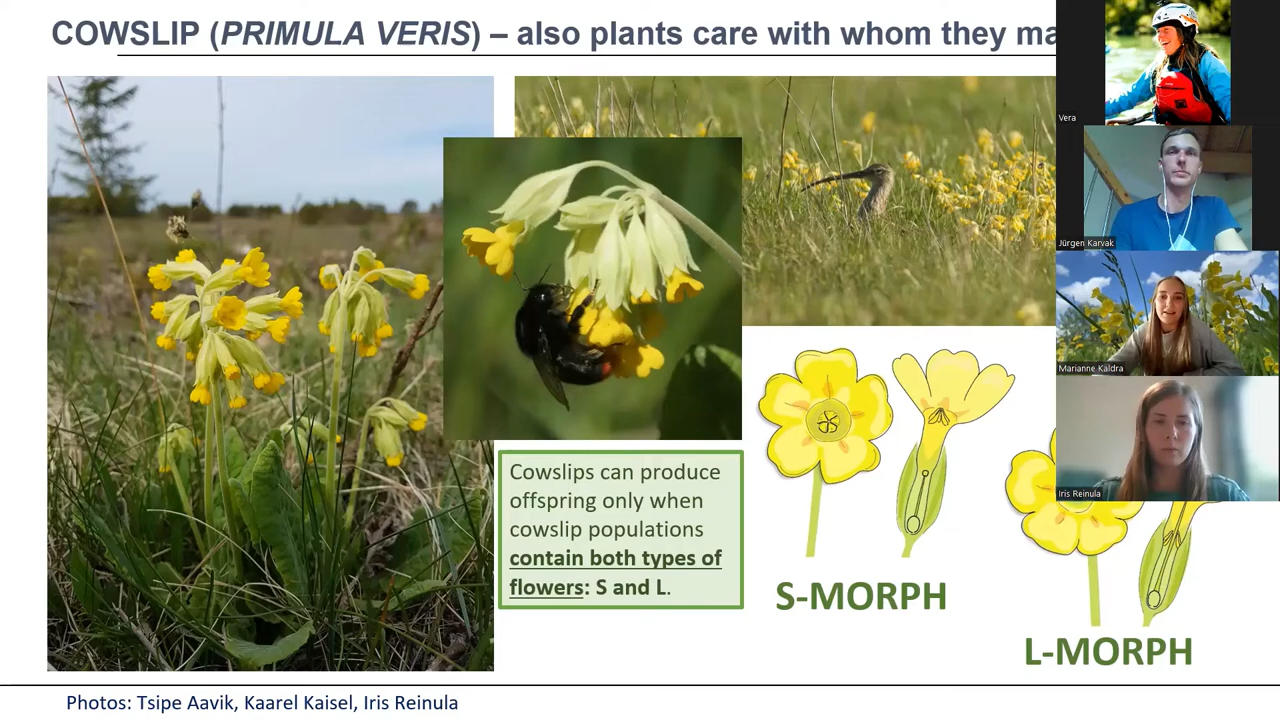 COWSLIP (PRIMULA VERIS) – also plants care with whom they ma
Vera
Jürgen Karvak
Marianne Kaldra
Iris Reinula
Cowslips can produce
offspring only when
cowslip populations
contain both types of
flowers: S and L.
S-MORPH
L-MORPH
Photos: Tsipe Aavik, Kaarel Kaisel, Iris Reinula